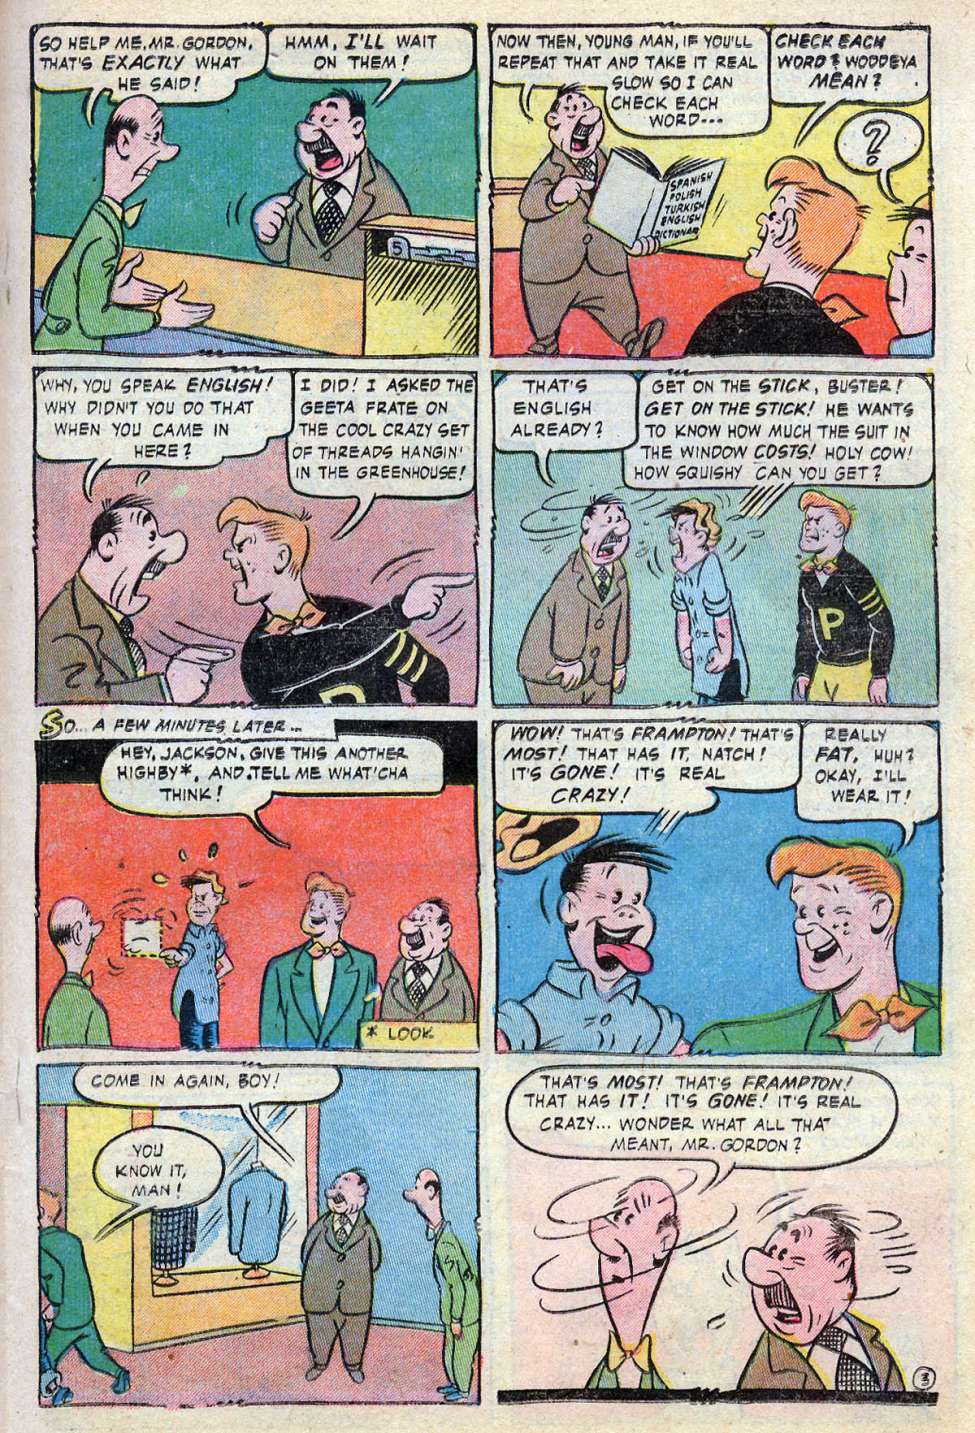 SO HELP ME, MR. GORDON,
THAT'S EXACTLY WHAT
HE SAID!
HMM, I'LL WAIT
ON THEM!
5
NOW THEN, YOUNG MAN, IF YOU'LL
REPEAT THAT AND TAKE IT REAL
SLOW SO I CAN
CHECK EACH
WORD---
CHECK EACH
WORD? WODDEYA
MEAN?
?
SPANISH
POLISH
TURKISH
ENGLISH
DICTIONARY
WHY, YOU SPEAK ENGLISH!
WHY DIDN'T YOU DO THAT
WHEN YOU CAME IN
HERE?
I DID! I ASKED THE
GEETA FRATE ON
THE COOL CRAZY SET
OF THREADS HANGIN'
IN THE GREENHOUSE!
P
THAT'S
ENGLISH
ALREADY?
GET ON THE STICK, BUSTER!
GET ON THE STICK! HE WANTS
TO KNOW HOW MUCH THE SUIT IN
THE WINDOW COSTS! HOLY COW!
HOW SQUISHY CAN YOU GET?
P
SO... A FEW MINUTES LATER...
HEY, JACKSON, GIVE THIS ANOTHER
HIGHBY*, AND TELL ME WHAT'CHA
THINK!
* LOOK
WOW! THAT'S FRAMPTON! THAT'S
MOST! THAT HAS IT, NATCH!
IT'S GONE! IT'S REAL
CRAZY!
REALLY
FAT, HUH?
OKAY, I'LL
WEAR IT!
COME IN AGAIN, BOY!
YOU
KNOW IT,
MAN!
THAT'S MOST! THAT'S FRAMPTON!
THAT HAS IT! IT'S GONE! IT'S REAL
CRAZY... WONDER WHAT ALL THAT
MEANT, MR. GORDON?
3